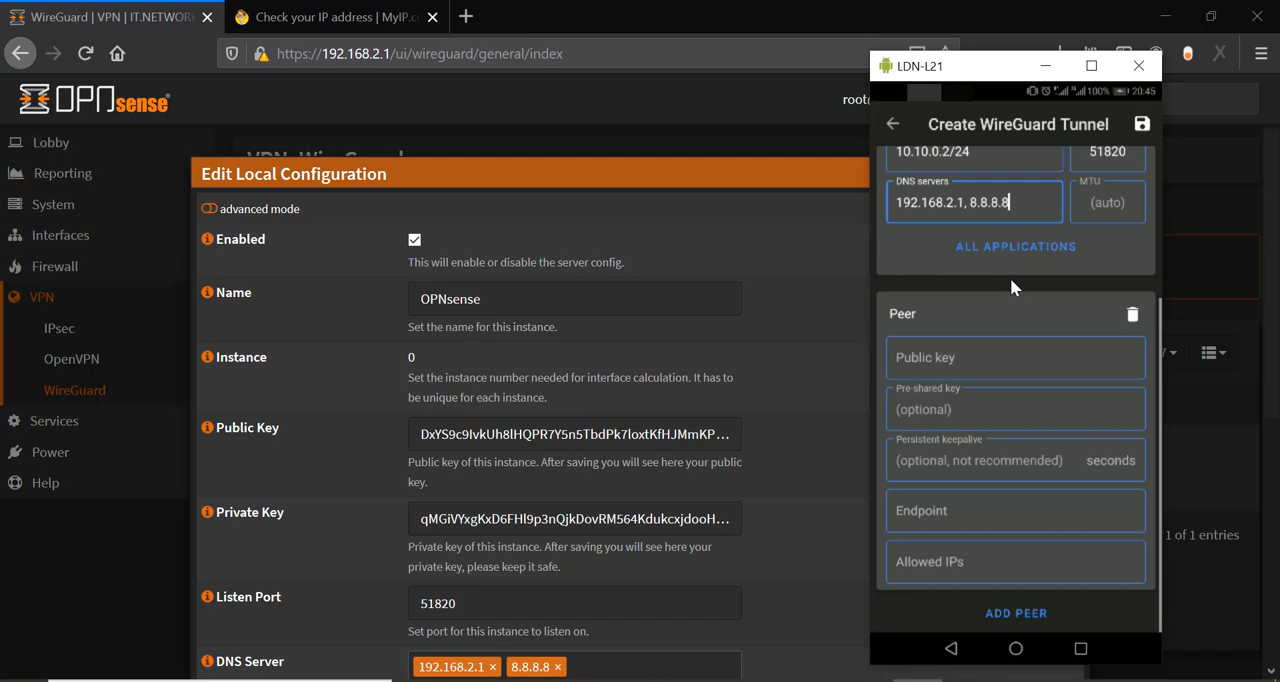 WireGuard | VPN | IT.NETWOR
Check your IP address | MyIP.c
https://192.168.2.1/ui/wireguard/general/index
OPNsense
root@
Lobby
Reporting
System
Interfaces
Firewall
VPN
IPsec
OpenVPN
WireGuard
Services
Power
Help
Edit Local Configuration
advanced mode
Enabled
This will enable or disable the server config.
Name
OPNsense
Set the name for this instance.
Instance
0
Set the instance number needed for interface calculation. It has to
be unique for each instance.
Public Key
DxYS9c9lvkUh8lHQPR7Y5n5TbdPk7loxtKfHJMmKP...
Public key of this instance. After saving you will see here your public
key.
Private Key
qMGiVYxgKxD6FHl9p3nQjkDovRM564KdukcxjdooH...
Private key of this instance. After saving you will see here your
private key, please keep it safe.
Listen Port
51820
Set port for this instance to listen on.
DNS Server
192.168.2.1 × 8.8.8.8 ×
LDN-L21
100% 20:45
Create WireGuard Tunnel
10.10.0.2/24
51820
DNS servers
192.168.2.1, 8.8.8.8
MTU
(auto)
ALL APPLICATIONS
Peer
Public key
Pre-shared key
(optional)
Persistent keepalive
(optional, not recommended) seconds
Endpoint
Allowed IPs
ADD PEER
1 of 1 entries